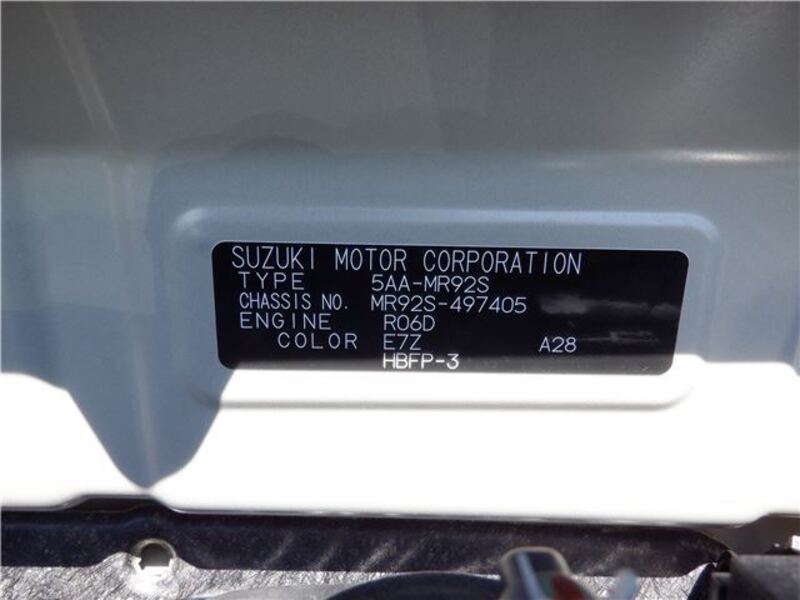 SUZUKI MOTOR CORPORATION
TYPE 5AA-MR92S
CHASSIS NO. MR92S-497405
ENGINE R06D
COLOR E7Z A28
HBFP-3